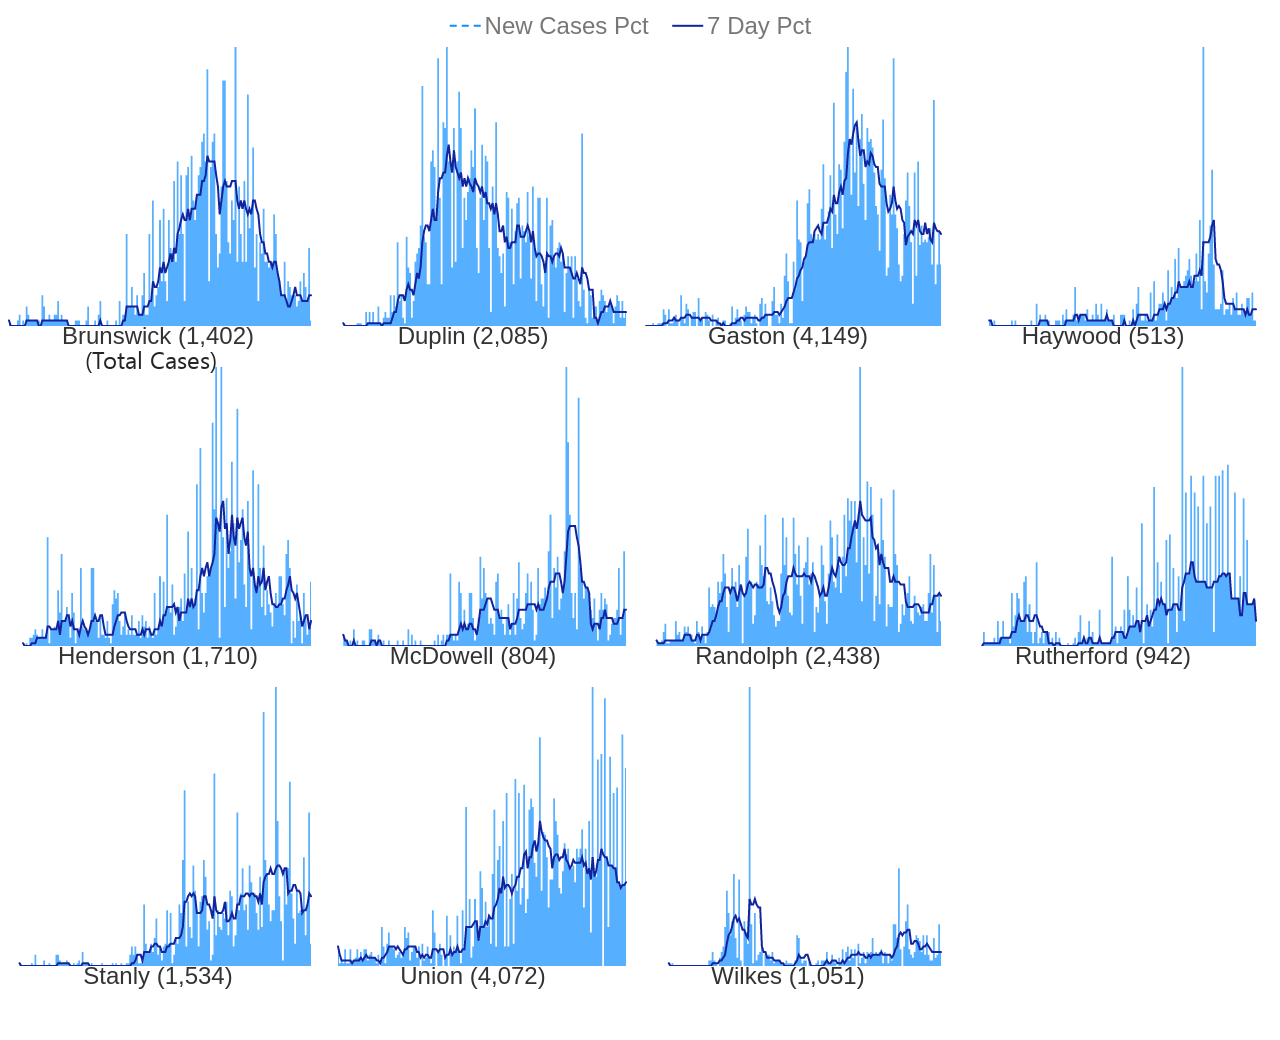 New Cases Pct 7 Day Pct
Brunswick (1,402) Duplin (2,085) Gaston (4,149) Haywood (513)
(Total Cases)
Henderson (1,710) McDowell (804) Randolph (2,438) Rutherford (942)
Stanly (1,534) Union (4,072) Wilkes (1,051)